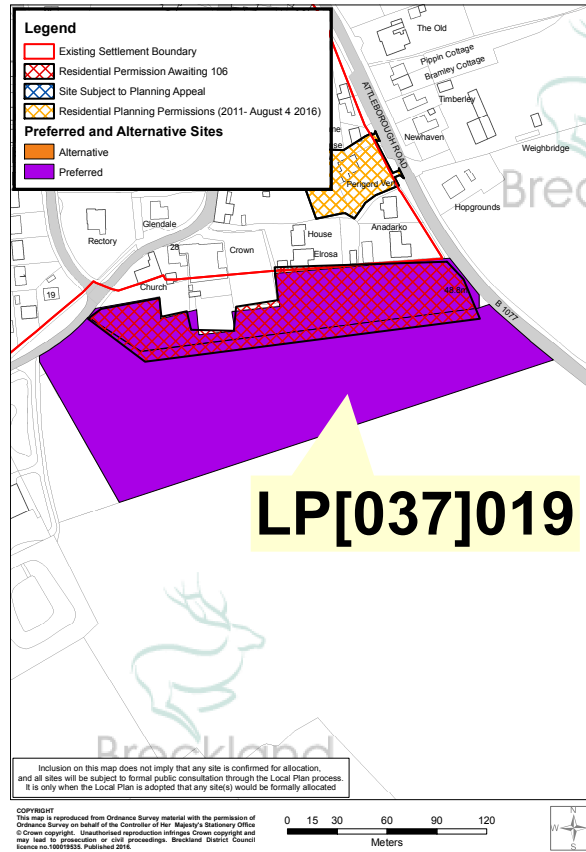 Legend
Existing Settlement Boundary
Residential Permission Awaiting 106
Site Subject to Planning Appeal
Residential Planning Permissions (2011- August 4 2016)
Preferred and Alternative Sites
Alternative
Preferred
The Old
Pippin Cottage
Bramley Cottage
Timberley
ATTLEBOROUGH ROAD
Newhaven
Weighbridge
Perigord Vert
Hopgrounds
Anadarko
House
Elrosa
Glendale
Rectory
28
Crown
Church
19
48.6m
B 1077
LP[037]019
Breckland
Inclusion on this map does not imply that any site is confirmed for allocation,
and all sites will be subject to formal public consultation through the Local Plan process.
It is only when the Local Plan is adopted that any site(s) would be formally allocated
COPYRIGHT
This map is reproduced from Ordnance Survey material with the permission of
Ordnance Survey on behalf of the Controller of Her Majesty's Stationery Office
© Crown copyright. Unauthorised reproduction infringes Crown copyright and
may lead to prosecution or civil proceedings. Breckland District Council
licence no.100019535. Published 2016.
0 15 30 60 90 120
Meters
N
W E
S